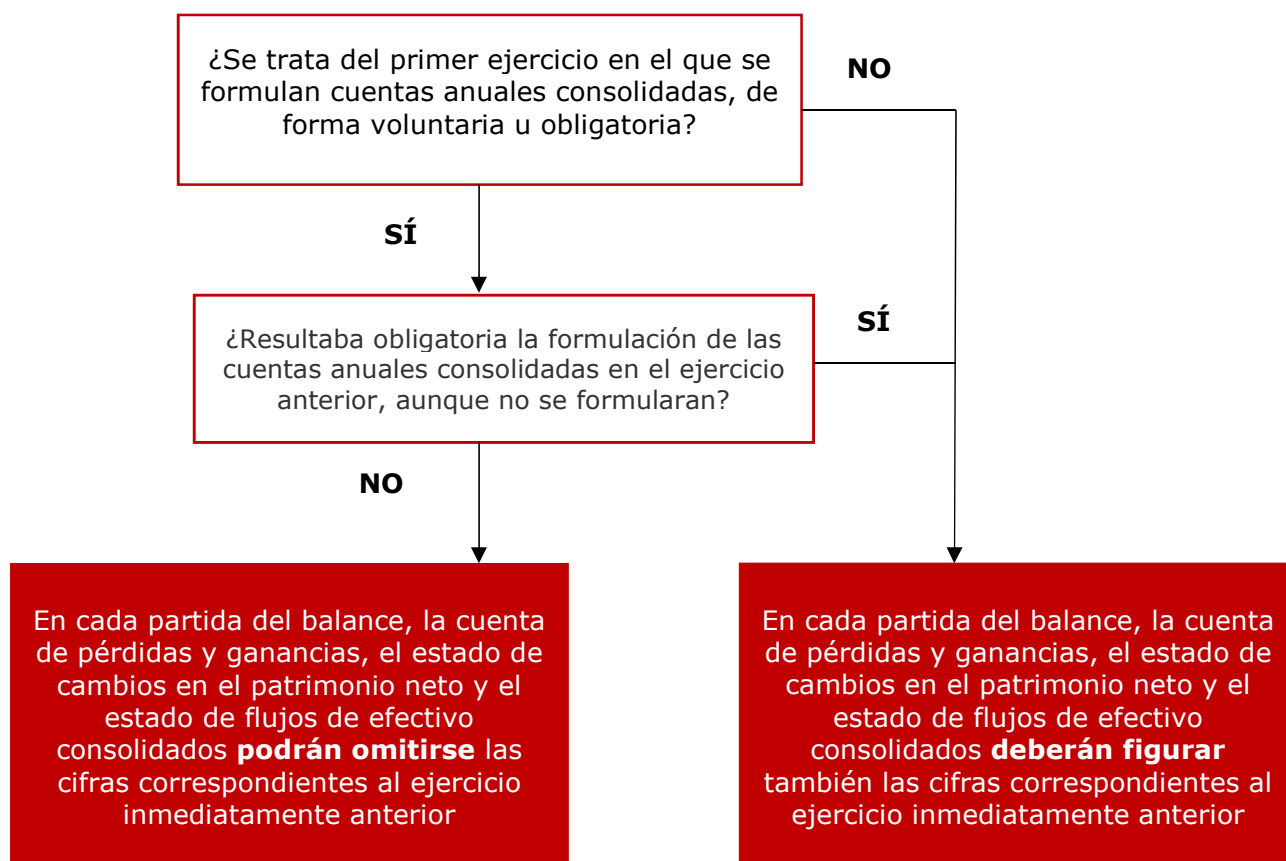 ¿Se trata del primer ejercicio en el que se
formulan cuentas anuales consolidadas, de
forma voluntaria u obligatoria?
NO
SÍ
¿Resultaba obligatoria la formulación de las
cuentas anuales consolidadas en el ejercicio
anterior, aunque no se formularan?
SÍ
NO
En cada partida del balance, la cuenta
de pérdidas y ganancias, el estado de
cambios en el patrimonio neto y el
estado de flujos de efectivo
consolidados podrán omitirse las
cifras correspondientes al ejercicio
inmediatamente anterior
En cada partida del balance, la cuenta
de pérdidas y ganancias, el estado de
cambios en el patrimonio neto y el
estado de flujos de efectivo
consolidados deberán figurar
también las cifras correspondientes al
ejercicio inmediatamente anterior